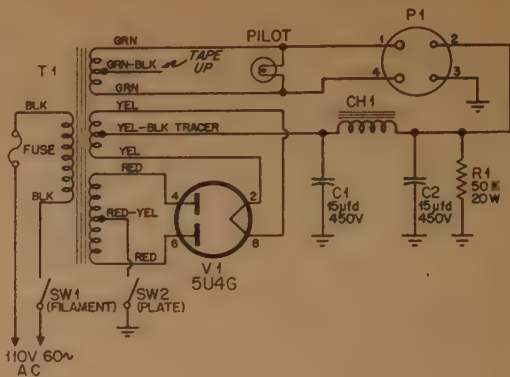 PILOT
P1
GRN
GRN-BLK
TAPE UP
GRN
1
2
4
3
T1
BLK
YEL
YEL-BLK TRACER
YEL
CH1
FUSE
RED
BLK
RED-YEL
RED
4
2
6
8
V1
5U4G
C1
15µfd
450V
C2
15µfd
450V
R1
50K
20W
SW1
(FILAMENT)
SW2
(PLATE)
110V 60~
AC